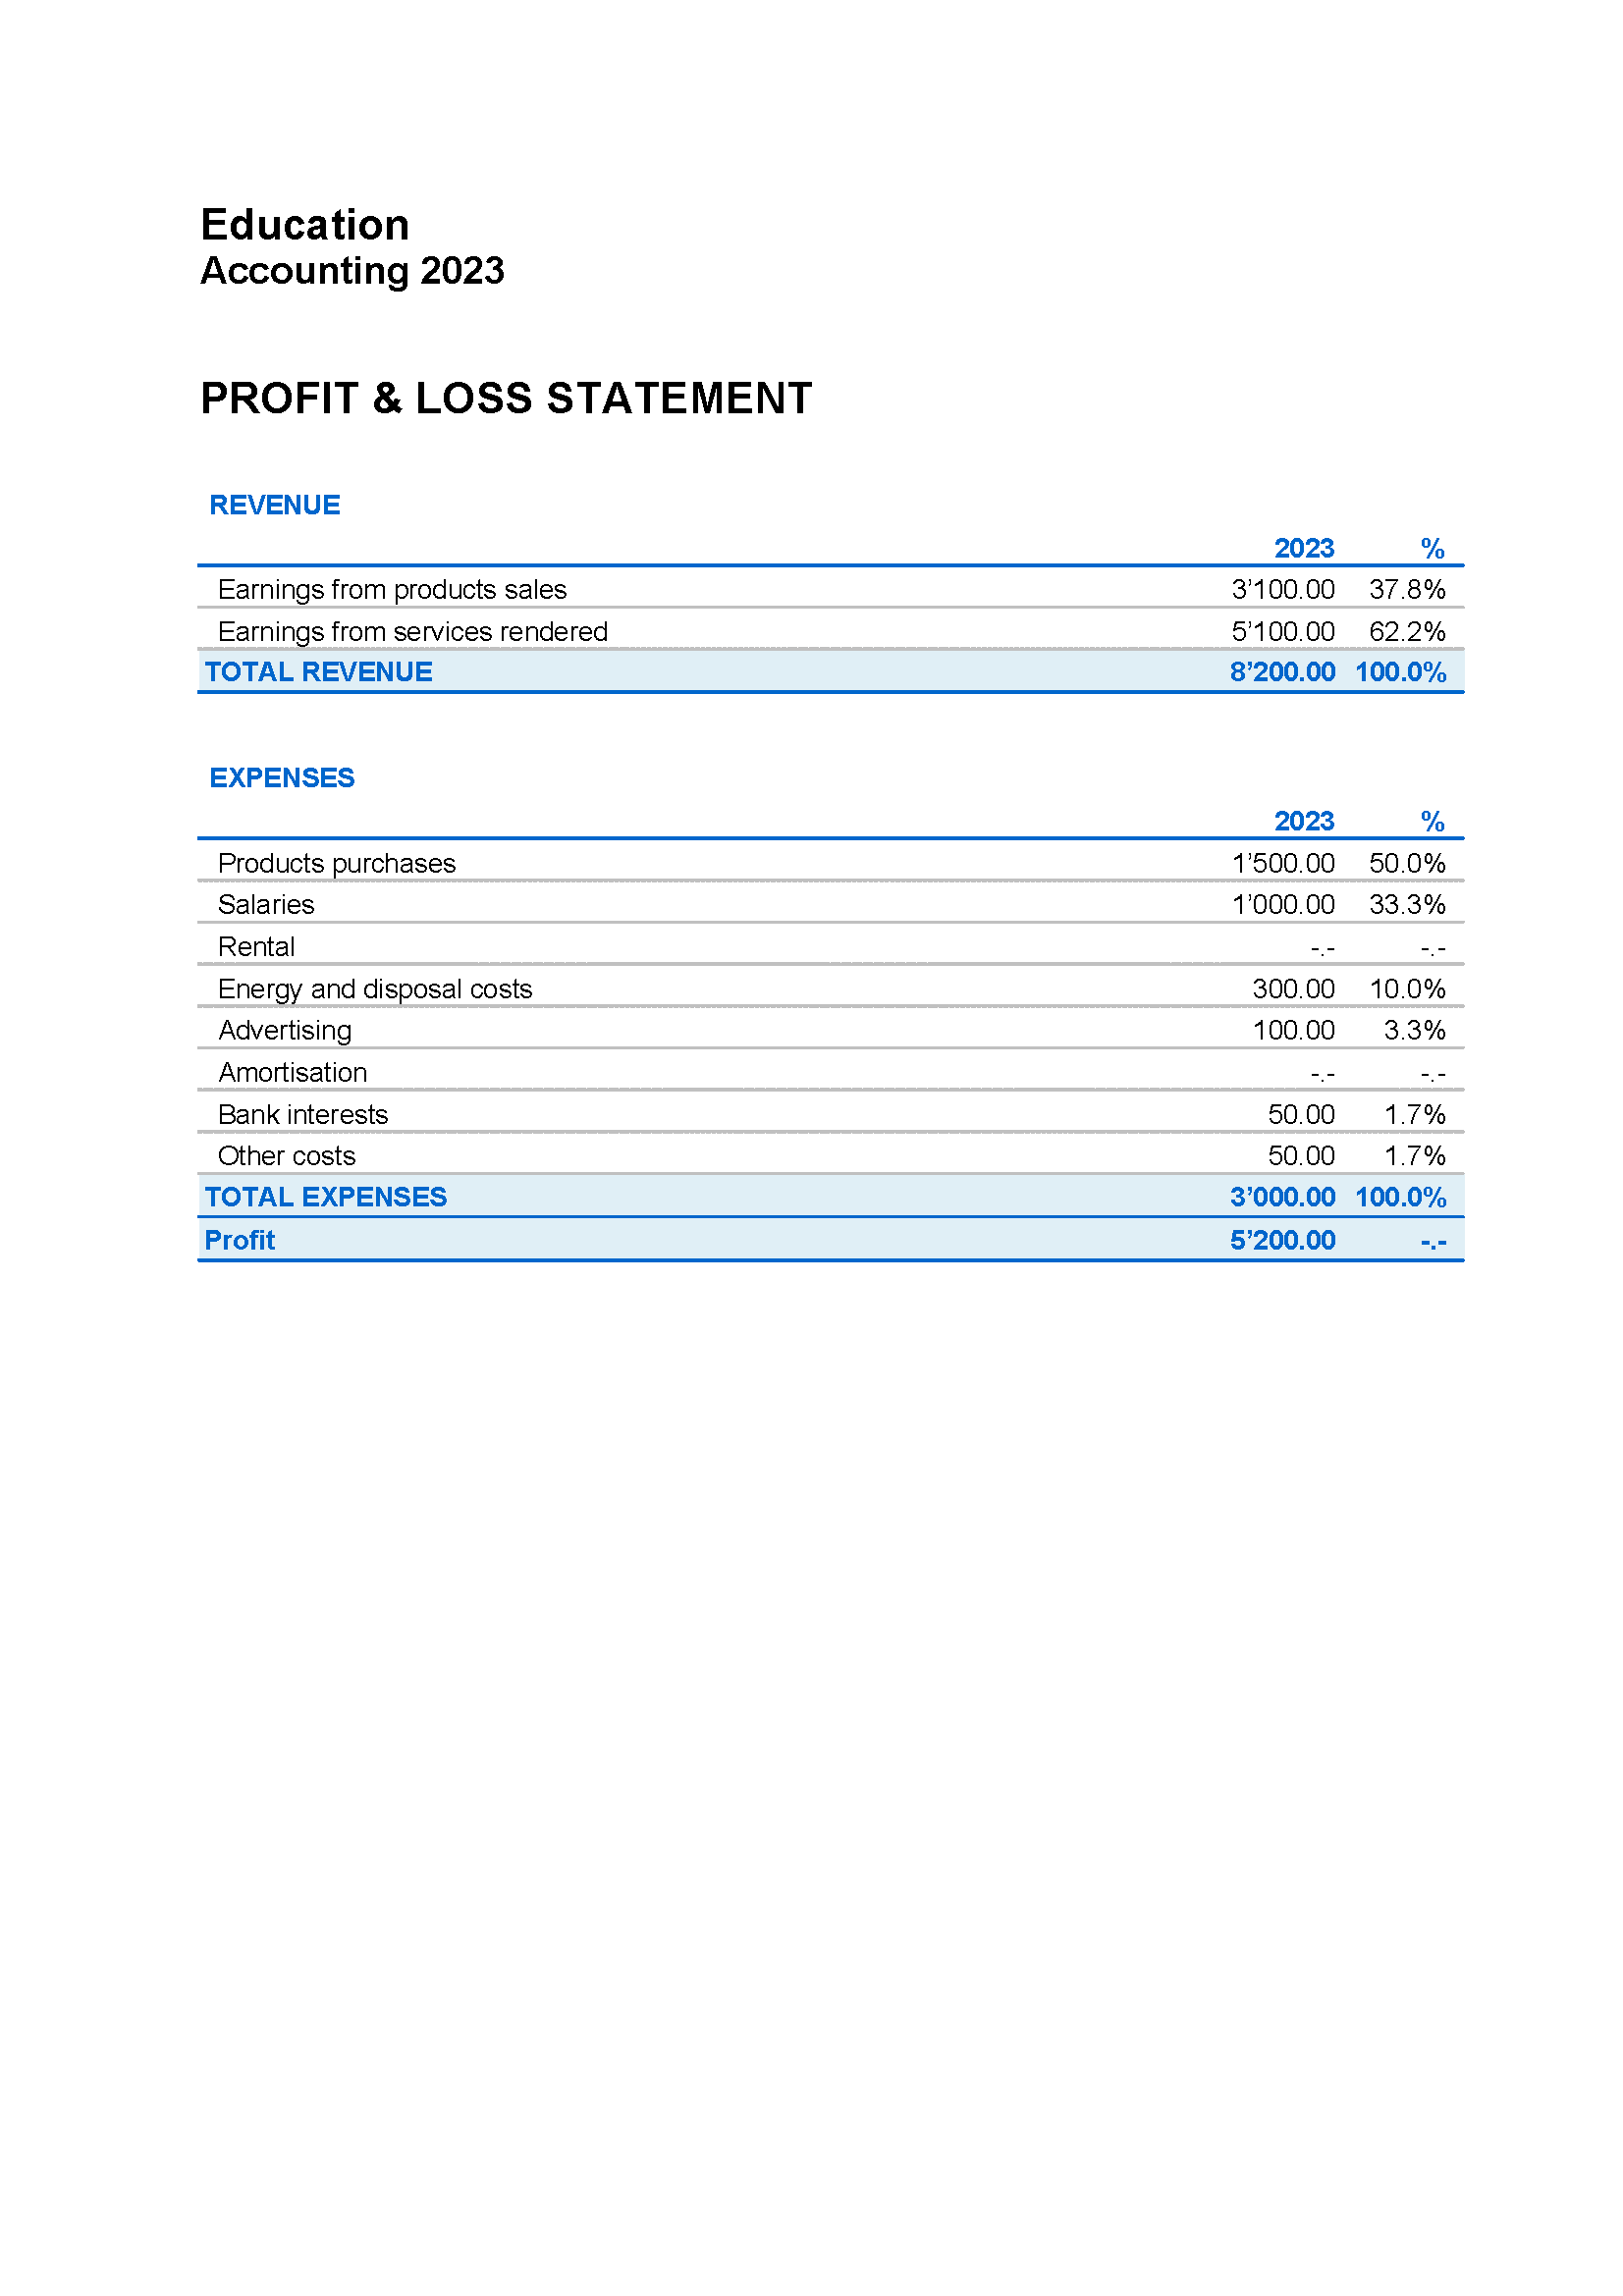 Education
Accounting 2023
PROFIT & LOSS STATEMENT
REVENUE
2023 %
Earnings from products sales 3’100.00 37.8%
Earnings from services rendered 5’100.00 62.2%
TOTAL REVENUE 8’200.00 100.0%
EXPENSES
2023 %
Products purchases 1’500.00 50.0%
Salaries 1’000.00 33.3%
Rental -.- -.-
Energy and disposal costs 300.00 10.0%
Advertising 100.00 3.3%
Amortisation -.- -.-
Bank interests 50.00 1.7%
Other costs 50.00 1.7%
TOTAL EXPENSES 3’000.00 100.0%
Profit 5’200.00 -.-